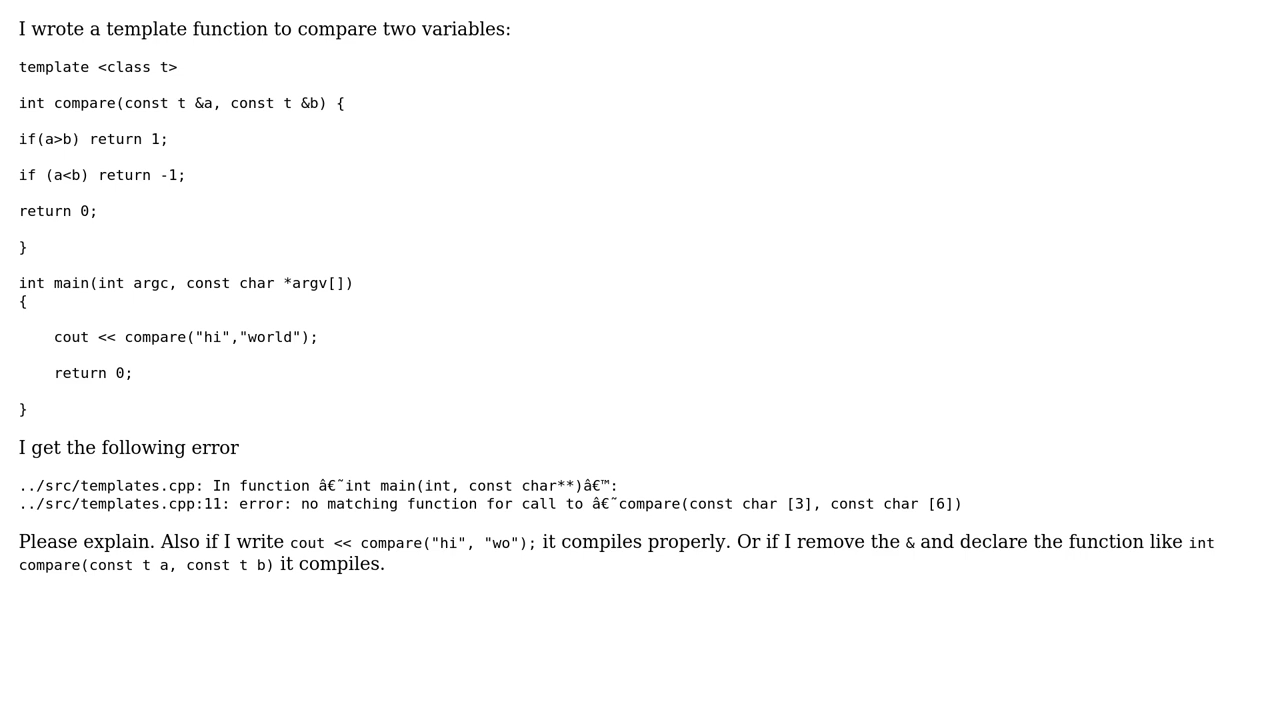 I wrote a template function to compare two variables:
template <class t>
int compare(const t &a, const t &b) {
if(a>b) return 1;
if (a<b) return -1;
return 0;
}
int main(int argc, const char *argv[])
{
    cout << compare("hi","world");
    return 0;
}
I get the following error
../src/templates.cpp: In function â€˜int main(int, const char**)â€™:
../src/templates.cpp:11: error: no matching function for call to â€˜compare(const char [3], const char [6])
Please explain. Also if I write cout << compare("hi", "wo"); it compiles properly. Or if I remove the & and declare the function like int
compare(const t a, const t b) it compiles.